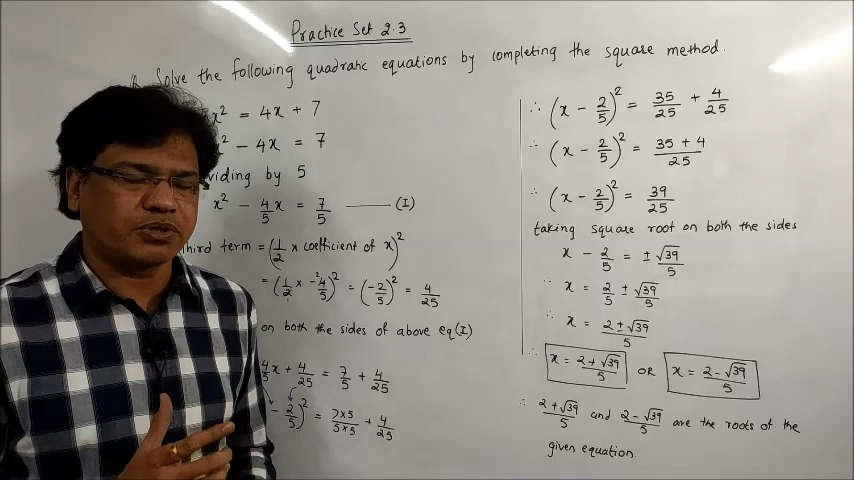 Practice Set 2.3
Solve the following quadratic equations by completing the square method.
x² = 4x + 7
x² - 4x = 7
dividing by 5
x² - 4/5 x = 7/5 —— (I)
Third term = (1/2 × coefficient of x)²
= (1/2 × -4/5)² = (-2/5)² = 4/25
on both the sides of above eq (I)
4/5 x + 4/25 = 7/5 + 4/25
- 2/5)² = 7×5/5×5 + 4/25
∴ (x - 2/5)² = 35/25 + 4/25
∴ (x - 2/5)² = 35 + 4/25
∴ (x - 2/5)² = 39/25
taking square root on both the sides
x - 2/5 = ± √39/5
∴ x = 2/5 ± √39/5
∴ x = 2 ± √39/5
∴ x = 2 + √39/5 OR x = 2 - √39/5
∴ 2 + √39/5 and 2 - √39/5 are the roots of the
given equation.